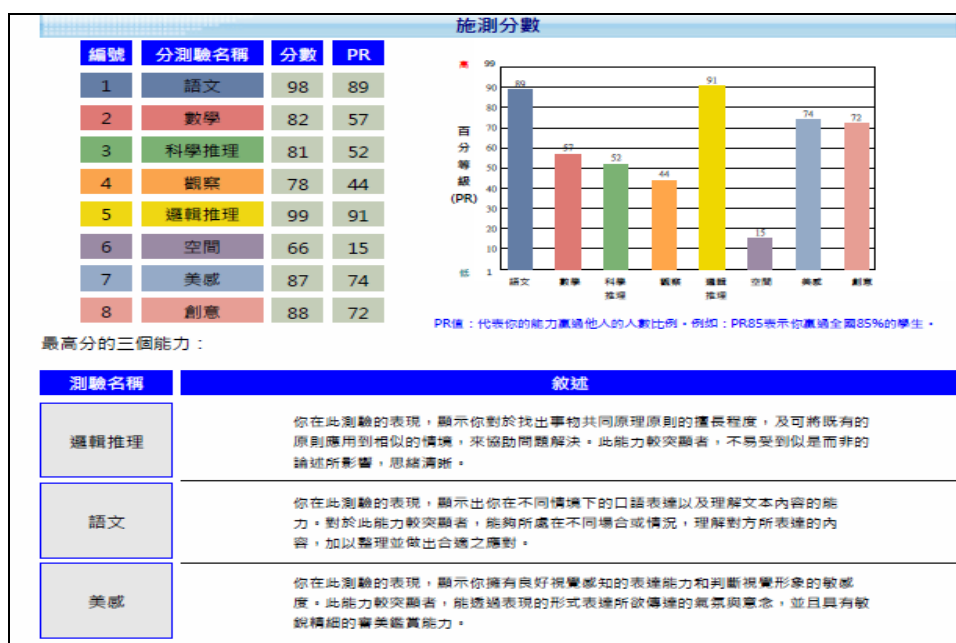 施測分數
編號 分測驗名稱 分數 PR
1 語文 98 89
2 數學 82 57
3 科學推理 81 52
4 觀察 78 44
5 邏輯推理 99 91
6 空間 66 15
7 美感 87 74
8 創意 88 72
高 99
90
80
70
60
50
40
30
20
10
低 1
百分等級(PR)
89 57 52 44 91 15 74 72
語文 數學 科學推理 觀察 邏輯推理 空間 美感 創意
PR值：代表你的能力贏過他人的人數比例。例如：PR85表示你贏過全國85%的學生。
最高分的三個能力：
測驗名稱 敘述
邏輯推理
你在此測驗的表現，顯示你對於找出事物共同原理原則的擅長程度，及可將既有的
原則應用到相似的情境，來協助問題解決。此能力較突顯者，不易受到似是而非的
論述所影響，思緒清晰。
語文
你在此測驗的表現，顯示出你在不同情境下的口語表達以及理解文本內容的能
力。對於此能力較突顯者，能夠所處在不同場合或情況，理解對方所表達的內
容，加以整理並做出合適之應對。
美感
你在此測驗的表現，顯示你擁有良好視覺感知的表達能力和判斷視覺形象的敏感
度。此能力較突顯者，能透過表現的形式表達所欲傳達的氣氛與意念，並且具有敏
銳精細的審美鑑賞能力。